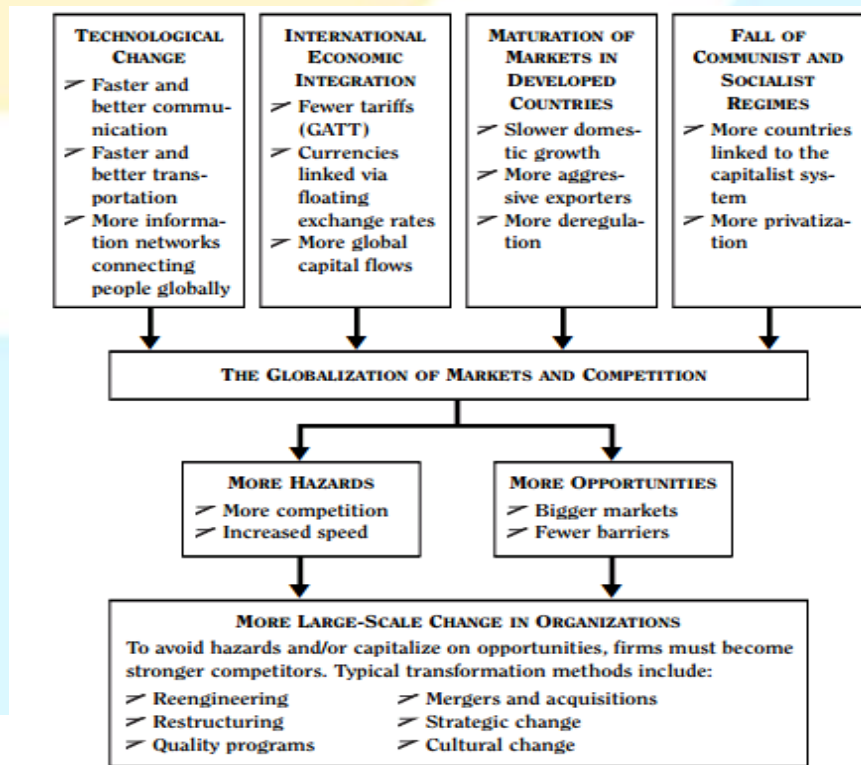 TECHNOLOGICAL
CHANGE
Faster and
better commu-
nication
Faster and
better trans-
portation
More informa-
tion networks
connecting
people globally
INTERNATIONAL
ECONOMIC
INTEGRATION
Fewer tariffs
(GATT)
Currencies
linked via
floating
exchange rates
More global
capital flows
MATURATION OF
MARKETS IN
DEVELOPED
COUNTRIES
Slower domes-
tic growth
More aggres-
sive exporters
More deregula-
tion
FALL OF
COMMUNIST AND
SOCIALIST
REGIMES
More countries
linked to the
capitalist sys-
tem
More privatiza-
tion
THE GLOBALIZATION OF MARKETS AND COMPETITION
MORE HAZARDS
More competition
Increased speed
MORE OPPORTUNITIES
Bigger markets
Fewer barriers
MORE LARGE-SCALE CHANGE IN ORGANIZATIONS
To avoid hazards and/or capitalize on opportunities, firms must become
stronger competitors. Typical transformation methods include:
Reengineering
Restructuring
Quality programs
Mergers and acquisitions
Strategic change
Cultural change